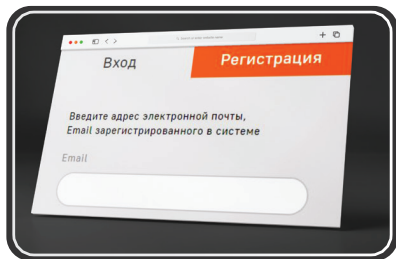 Вход
Регистрация
Введите адрес электронной почты,
Email зарегистрированного в системе
Email